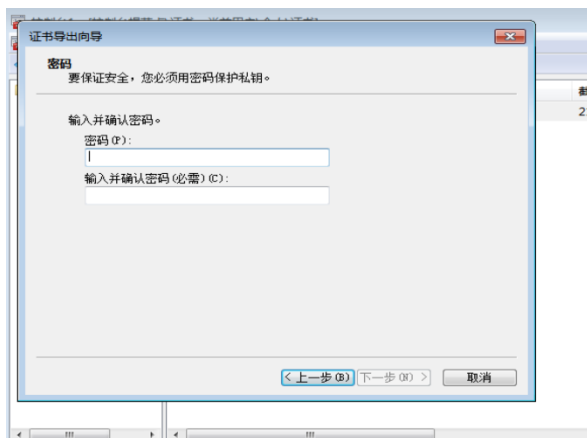 证书导出向导
密码
要保证安全，您必须用密码保护私钥。
输入并确认密码。
密码(P):
输入并确认密码(必需)(C):
< 上一步(B)
下一步(N) >
取消